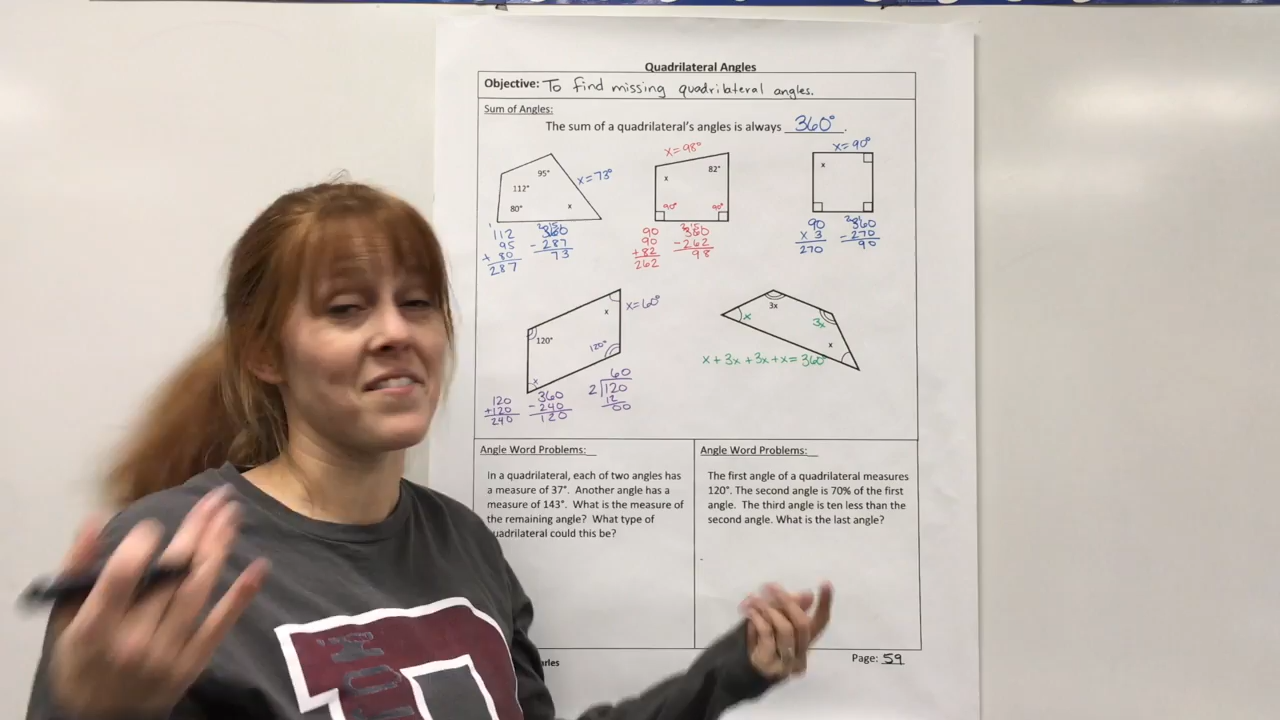 Quadrilateral Angles
Objective: To find missing quadrilateral angles.
Sum of Angles:
The sum of a quadrilateral's angles is always 360°.
95°
112°
80°
x
x=73°
112
95
+ 80
287
360
- 287
73
x=98°
x
82°
90°
90°
90
90
+82
262
360
-262
98
x=90°
x
90
x 3
270
360
- 270
90
x=60°
x
120°
120°
x
120
+120
240
360
- 240
120
60
2 120
12
00
3x
x
3x
x
x + 3x + 3x + x = 360°
Angle Word Problems:
In a quadrilateral, each of two angles has
a measure of 37°. Another angle has a
measure of 143°. What is the measure of
the remaining angle? What type of
quadrilateral could this be?
Angle Word Problems:
The first angle of a quadrilateral measures
120°. The second angle is 70% of the first
angle. The third angle is ten less than the
second angle. What is the last angle?
Page: 59